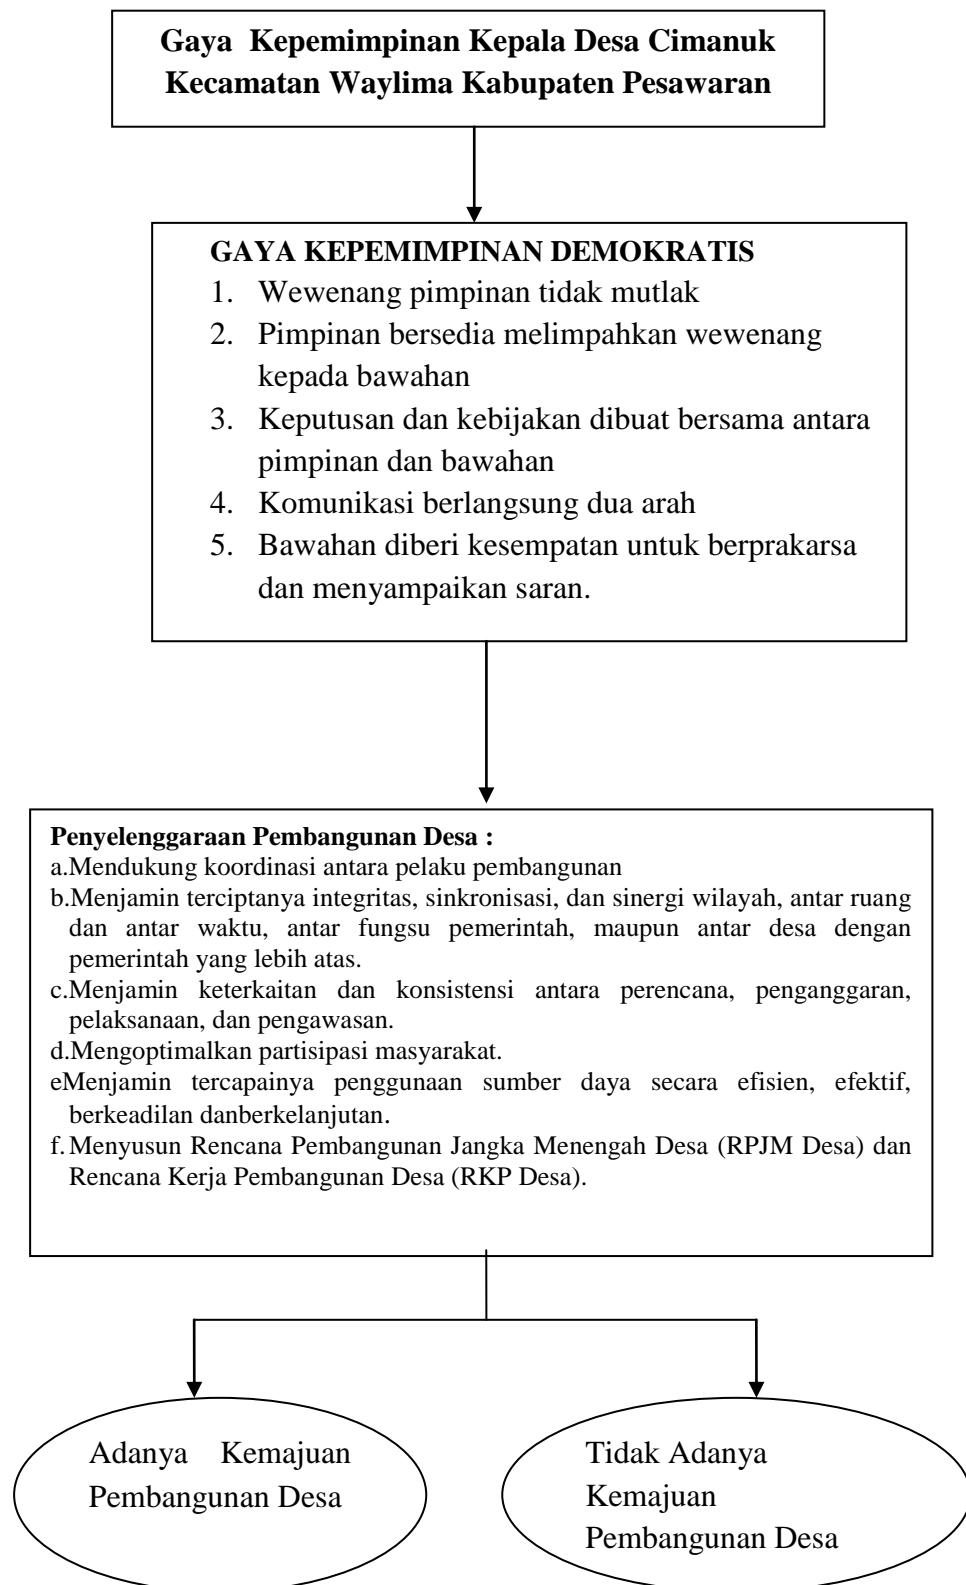 Gaya Kepemimpinan Kepala Desa Cimanuk
Kecamatan Waylima Kabupaten Pesawaran
GAYA KEPEMIMPINAN DEMOKRATIS
1. Wewenang pimpinan tidak mutlak
2. Pimpinan bersedia melimpahkan wewenang
kepada bawahan
3. Keputusan dan kebijakan dibuat bersama antara
pimpinan dan bawahan
4. Komunikasi berlangsung dua arah
5. Bawahan diberi kesempatan untuk berprakarsa
dan menyampaikan saran.
Penyelenggaraan Pembangunan Desa :
a.Mendukung koordinasi antara pelaku pembangunan
b.Menjamin terciptanya integritas, sinkronisasi, dan sinergi wilayah, antar ruang
dan antar waktu, antar fungsu pemerintah, maupun antar desa dengan
pemerintah yang lebih atas.
c.Menjamin keterkaitan dan konsistensi antara perencana, penganggaran,
pelaksanaan, dan pengawasan.
d.Mengoptimalkan partisipasi masyarakat.
eMenjamin tercapainya penggunaan sumber daya secara efisien, efektif,
berkeadilan danberkelanjutan.
f. Menyusun Rencana Pembangunan Jangka Menengah Desa (RPJM Desa) dan
Rencana Kerja Pembangunan Desa (RKP Desa).
Adanya Kemajuan
Pembangunan Desa
Tidak Adanya
Kemajuan
Pembangunan Desa